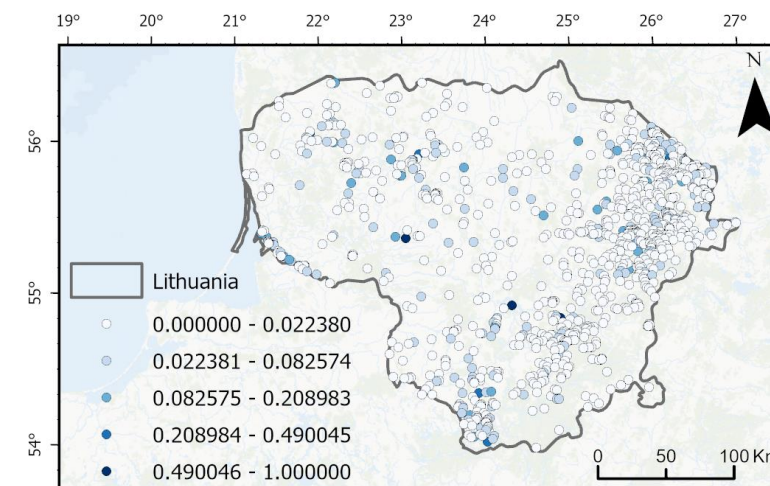 19° 20° 21° 22° 23° 24° 25° 26° 27°
N
56°
55°
54°
Lithuania
0.000000 - 0.022380
0.022381 - 0.082574
0.082575 - 0.208983
0.208984 - 0.490045
0.490046 - 1.000000
0 50 100 Km